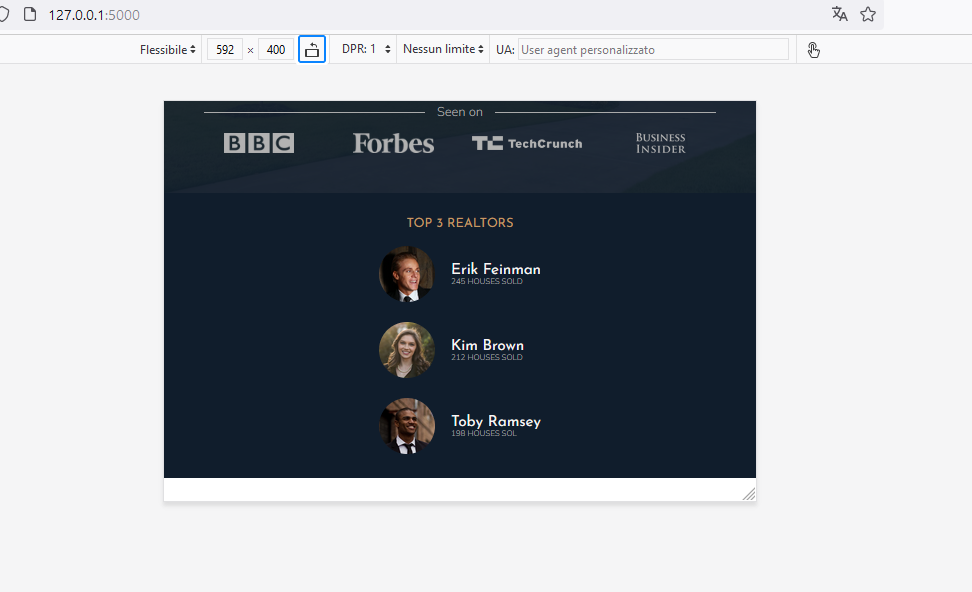 127.0.0.1:5000
Flessibile 592 × 400 DPR: 1 Nessun limite UA: User agent personalizzato
Seen on
BBC Forbes TC TechCrunch BUSINESS INSIDER
TOP 3 REALTORS
Erik Feinman
245 HOUSES SOLD
Kim Brown
212 HOUSES SOLD
Toby Ramsey
198 HOUSES SOL